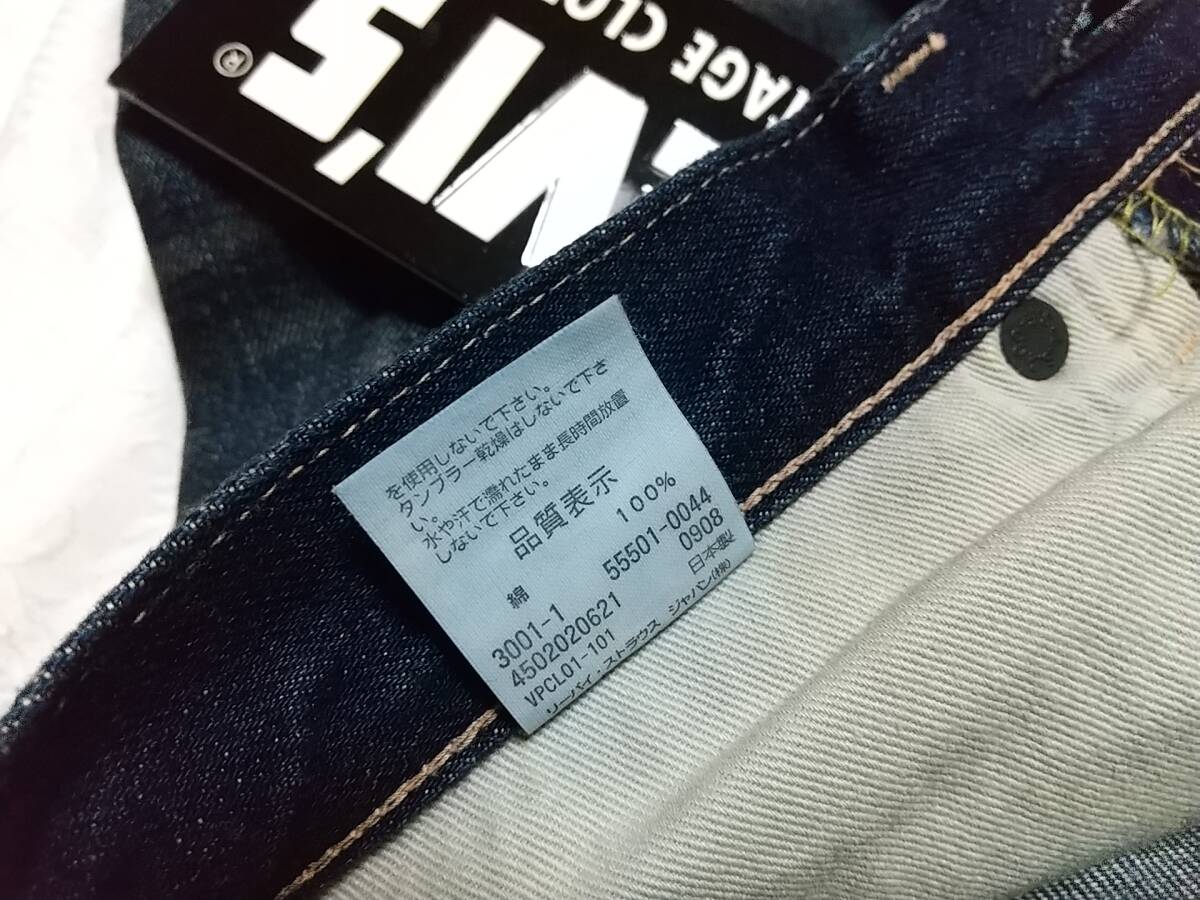 ®
VI'S
TAGE CLO
を使用しないで下さい。
タンブラー乾燥はしないで下さ
い。
水や汗で濡れたまま長時間放置
しないで下さい。
品質表示
綿 100%
3001-1 55501-0044
4502020621 0908
VPCL01-101 日本製
リーバイ・ストラウス ジャパン(株)